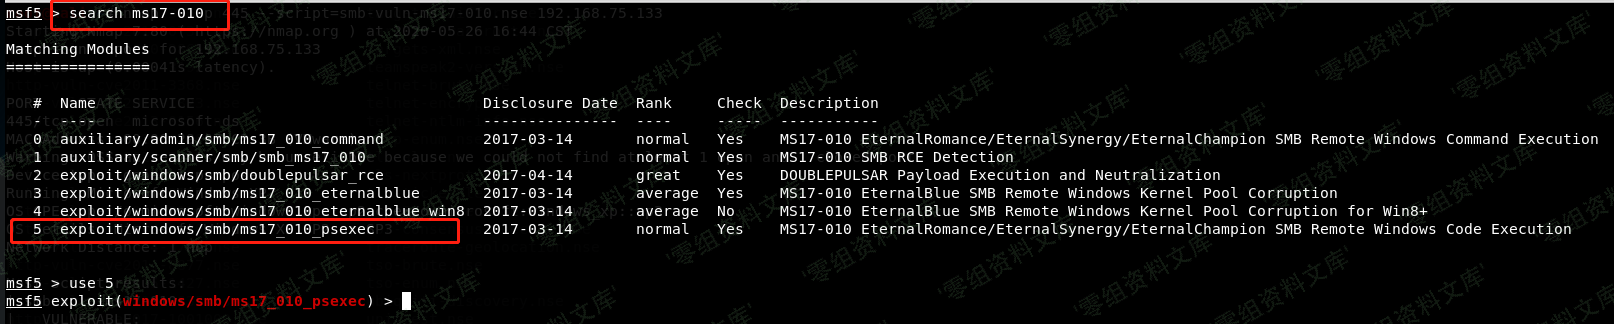 msf5 > search ms17-010
Matching Modules
================
#  Name  Disclosure Date  Rank  Check  Description
-  ----  ---------------  ----  -----  -----------
0  auxiliary/admin/smb/ms17_010_command  2017-03-14  normal  Yes  MS17-010 EternalRomance/EternalSynergy/EternalChampion SMB Remote Windows Command Execution
1  auxiliary/scanner/smb/smb_ms17_010  normal  Yes  MS17-010 SMB RCE Detection
2  exploit/windows/smb/doublepulsar_rce  2017-04-14  great  Yes  DOUBLEPULSAR Payload Execution and Neutralization
3  exploit/windows/smb/ms17_010_eternalblue  2017-03-14  average  Yes  MS17-010 EternalBlue SMB Remote Windows Kernel Pool Corruption
4  exploit/windows/smb/ms17_010_eternalblue_win8  2017-03-14  average  No  MS17-010 EternalBlue SMB Remote Windows Kernel Pool Corruption for Win8+
5  exploit/windows/smb/ms17_010_psexec  2017-03-14  normal  Yes  MS17-010 EternalRomance/EternalSynergy/EternalChampion SMB Remote Windows Code Execution
msf5 > use 5
msf5 exploit(windows/smb/ms17_010_psexec) >
零组资料文库